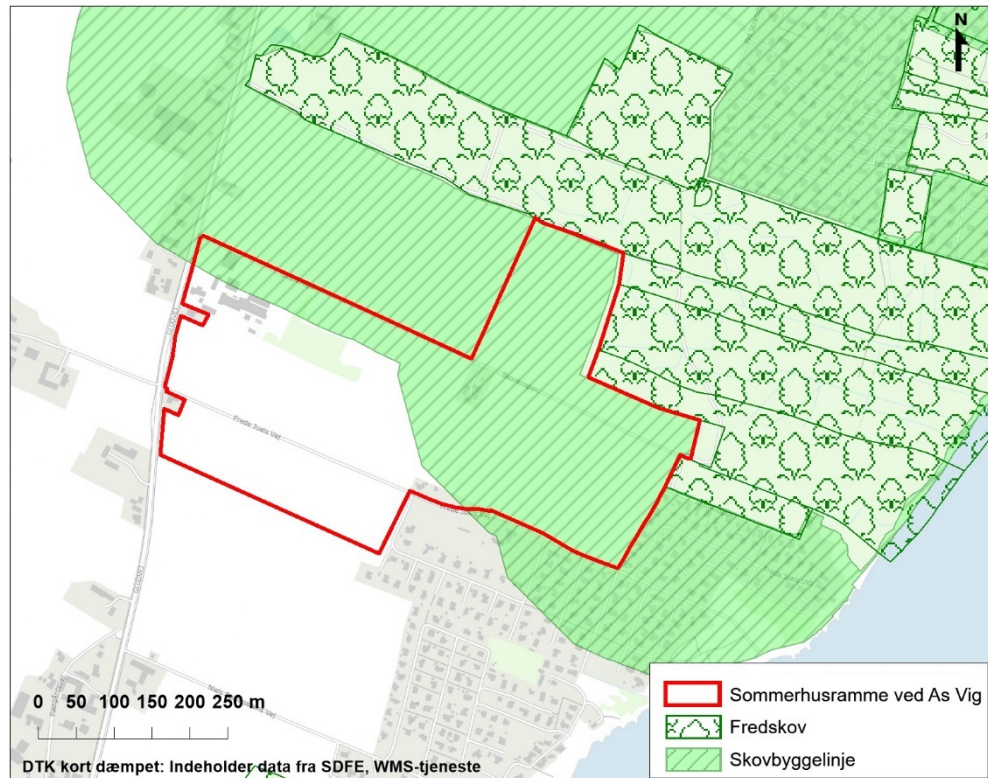 N
Frede Juels Vej
0 50 100 150 200 250 m
DTK kort dæmpet: Indeholder data fra SDFE, WMS-tjeneste
Sommerhusramme ved As Vig
Fredskov
Skovbyggelinje